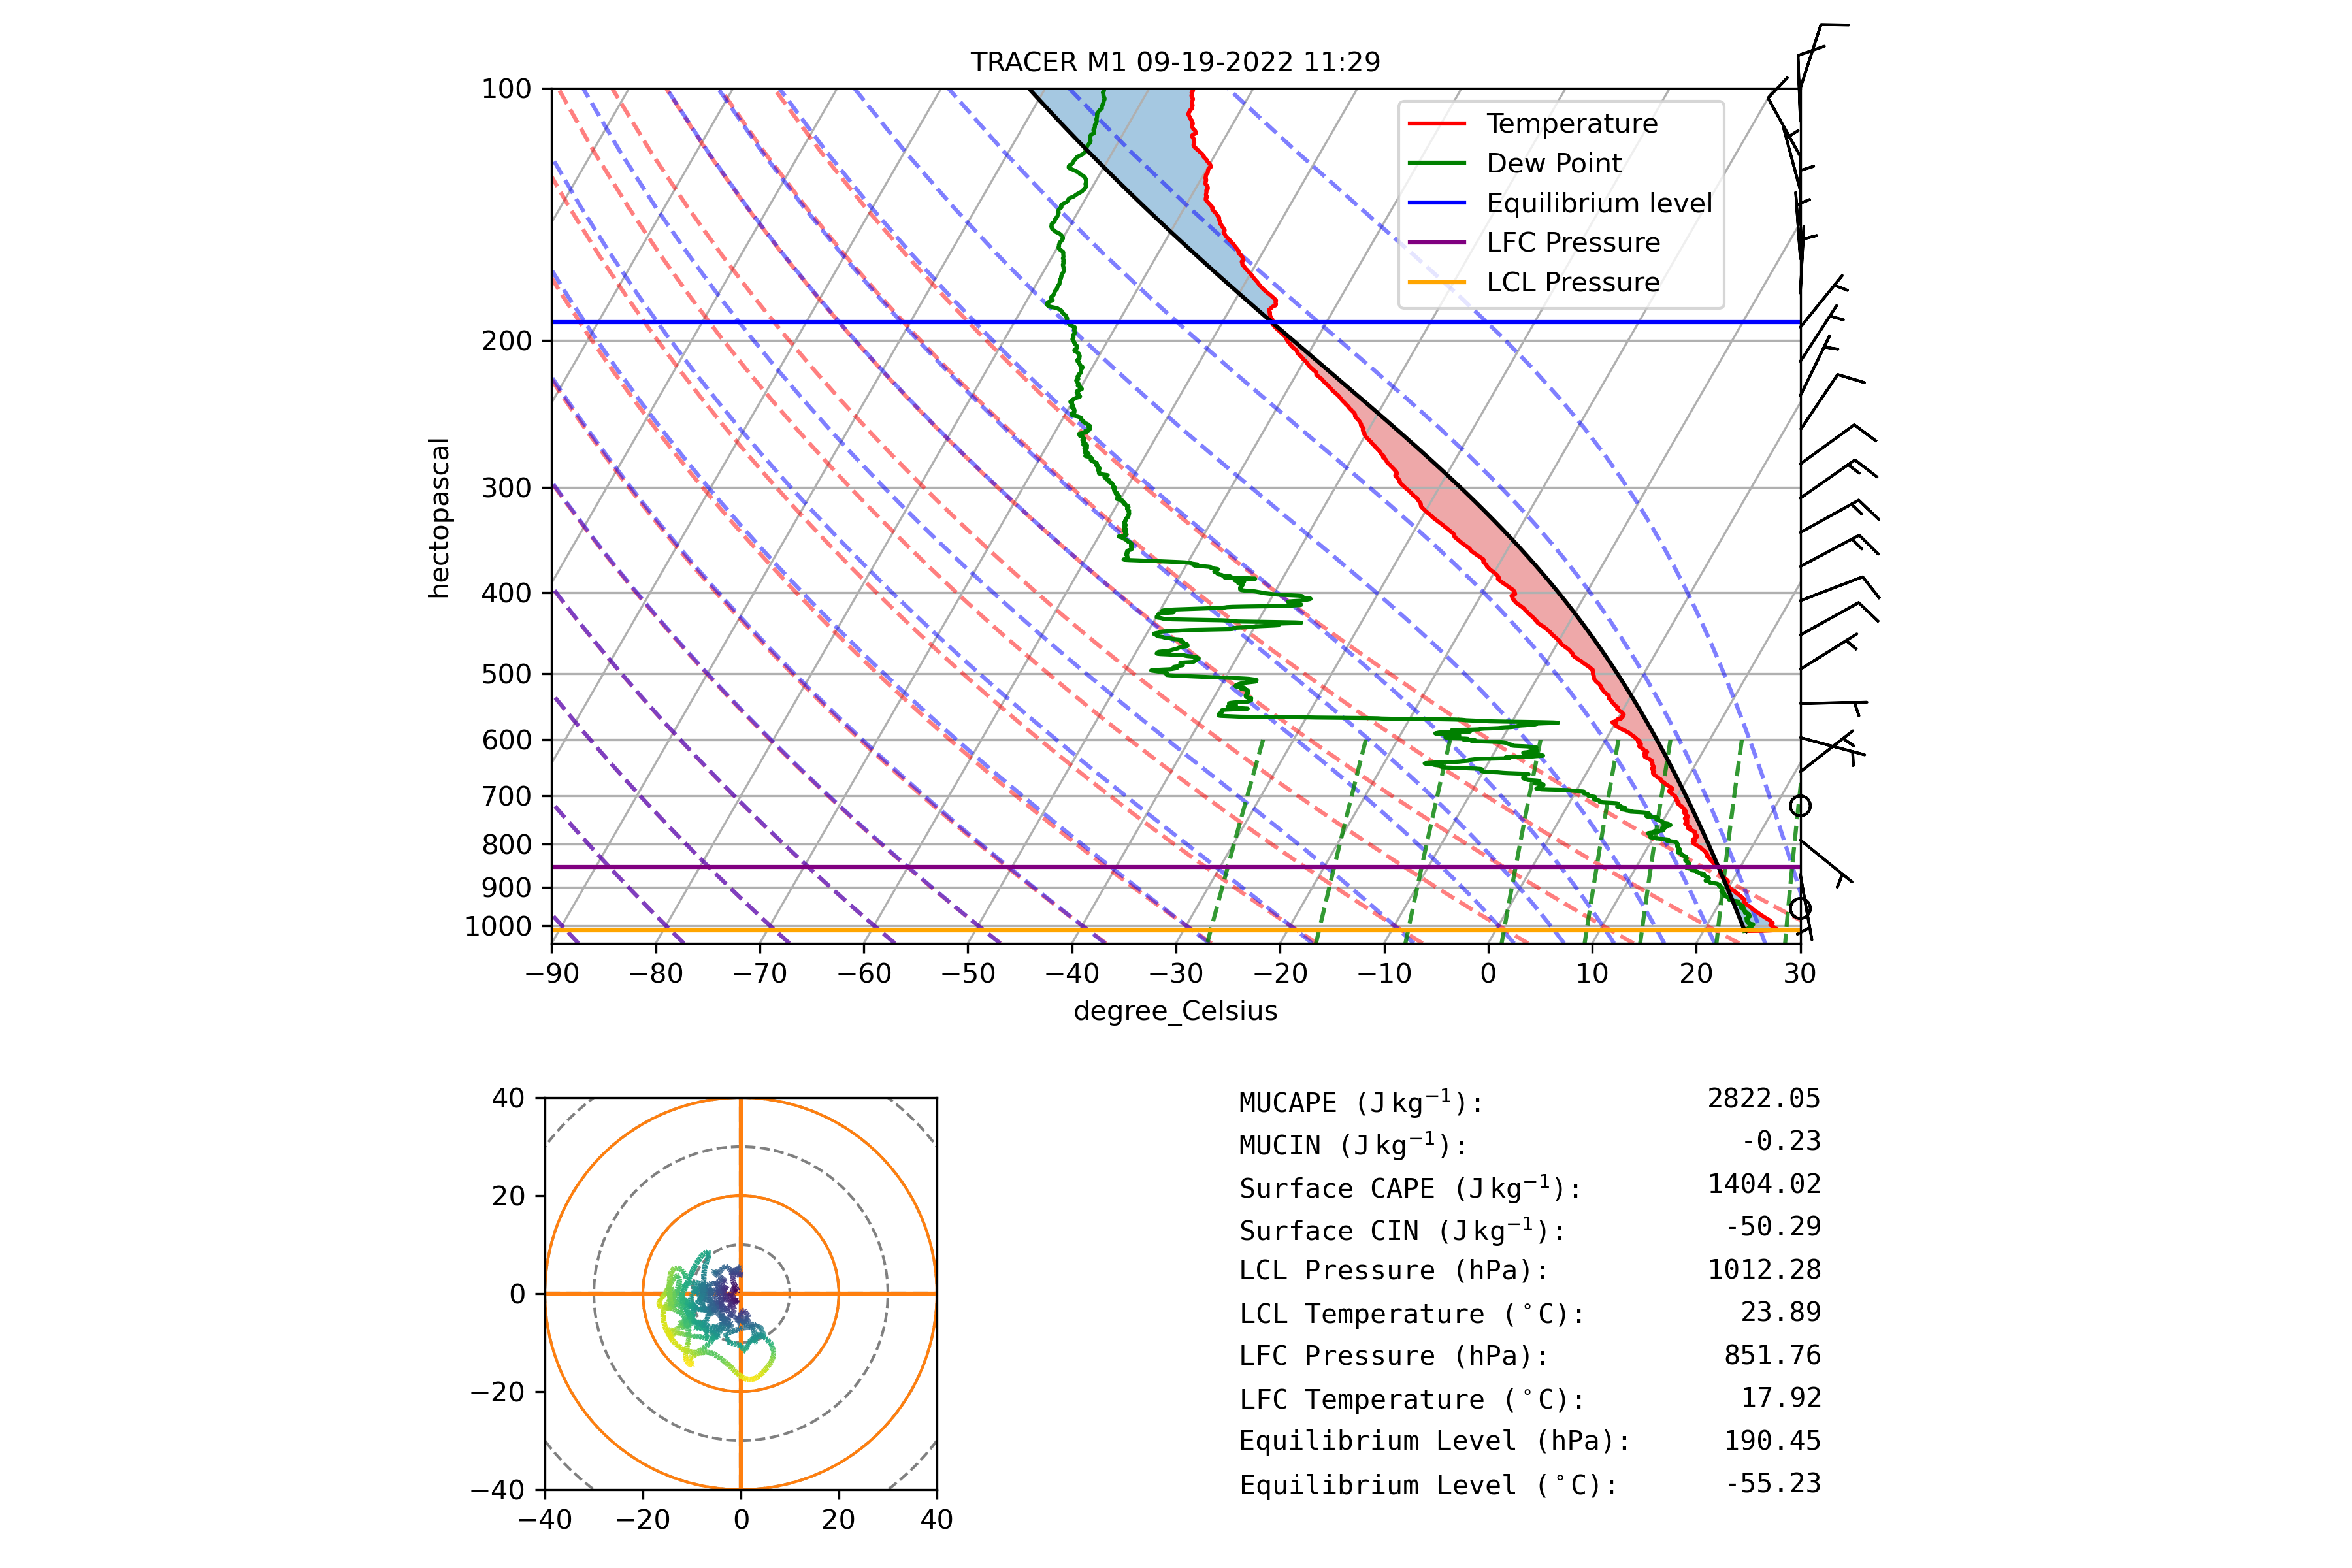 TRACER M1 09-19-2022 11:29
100
200
300
400
500
600
700
800
900
1000
hectopascal
Temperature
Dew Point
Equilibrium level
LFC Pressure
LCL Pressure
−90 −80 −70 −60 −50 −40 −30 −20 −10 0 10 20 30
degree_Celsius
40
20
0
−20
−40
−40 −20 0 20 40
MUCAPE (J kg⁻¹): 2822.05
MUCIN (J kg⁻¹): -0.23
Surface CAPE (J kg⁻¹): 1404.02
Surface CIN (J kg⁻¹): -50.29
LCL Pressure (hPa): 1012.28
LCL Temperature (°C): 23.89
LFC Pressure (hPa): 851.76
LFC Temperature (°C): 17.92
Equilibrium Level (hPa): 190.45
Equilibrium Level (°C): -55.23